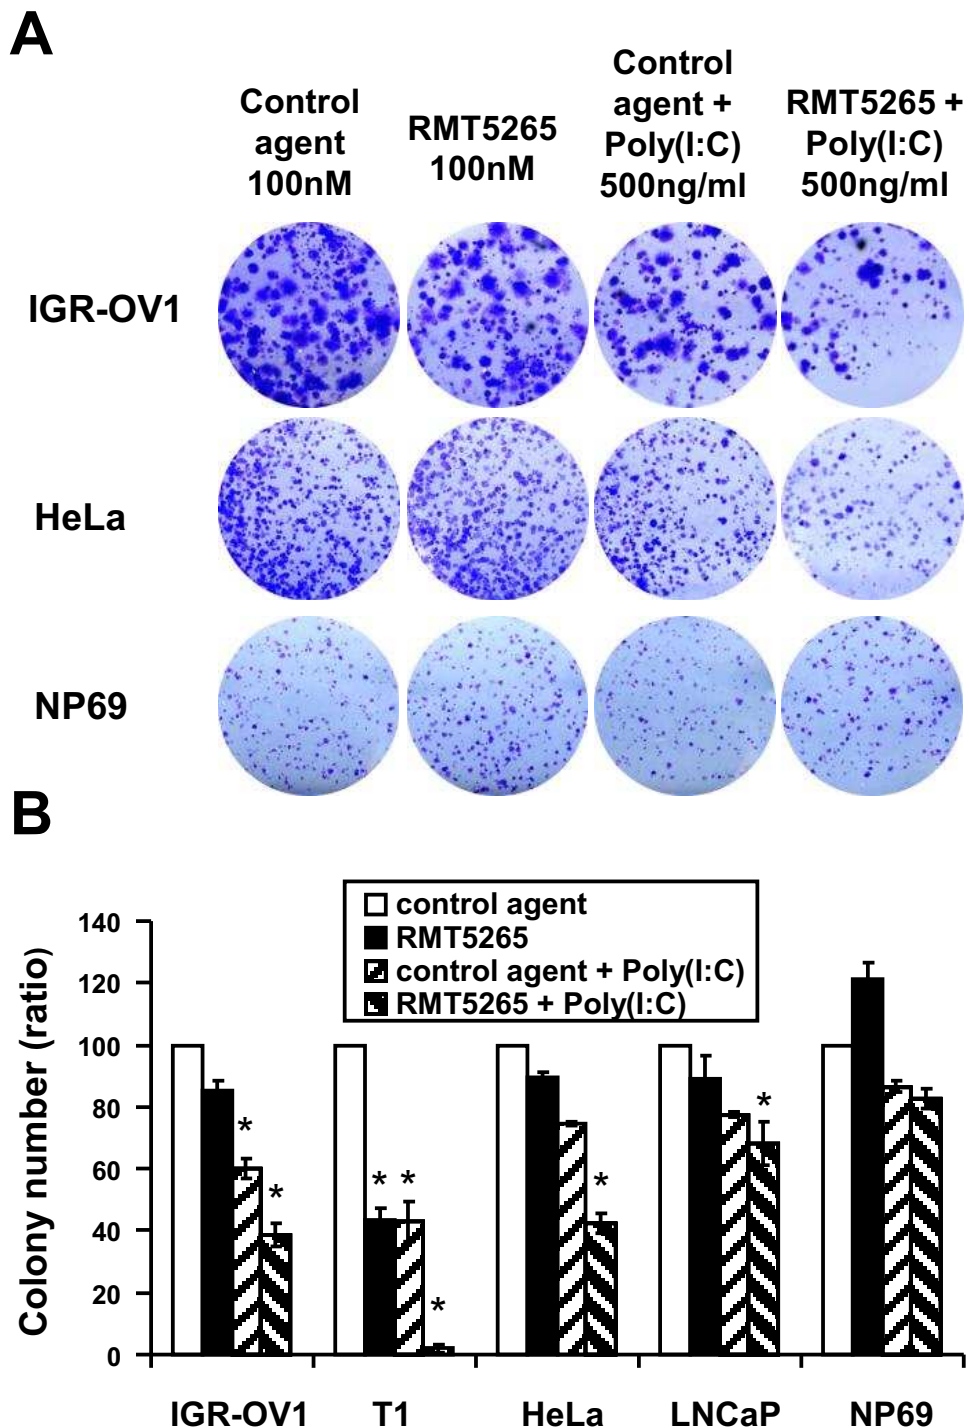 A
Control
agent
100nM
RMT5265
100nM
Control
agent +
Poly(I:C)
500ng/ml
RMT5265 +
Poly(I:C)
500ng/ml
IGR-OV1
HeLa
NP69
B
control agent
RMT5265
control agent + Poly(I:C)
RMT5265 + Poly(I:C)
Colony number (ratio)
140
120
100
80
60
40
20
0
* * * * * * *
IGR-OV1 T1 HeLa LNCaP NP69